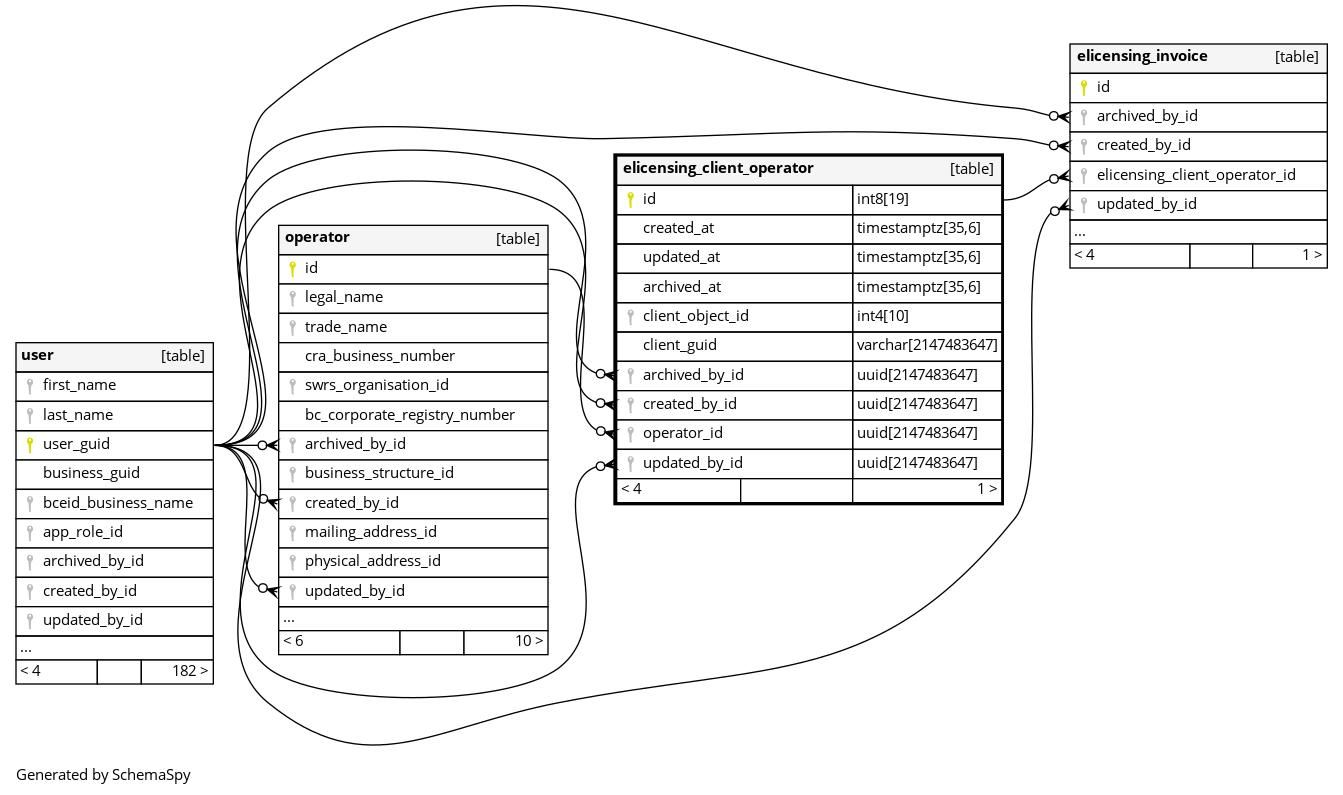 elicensing_invoice [table]
id
archived_by_id
created_by_id
elicensing_client_operator_id
updated_by_id
...
< 4 1 >
elicensing_client_operator [table]
id int8[19]
created_at timestamptz[35,6]
updated_at timestamptz[35,6]
archived_at timestamptz[35,6]
client_object_id int4[10]
client_guid varchar[2147483647]
archived_by_id uuid[2147483647]
created_by_id uuid[2147483647]
operator_id uuid[2147483647]
updated_by_id uuid[2147483647]
< 4 1 >
operator [table]
id
legal_name
trade_name
cra_business_number
swrs_organisation_id
bc_corporate_registry_number
archived_by_id
business_structure_id
created_by_id
mailing_address_id
physical_address_id
updated_by_id
...
< 6 10 >
user [table]
first_name
last_name
user_guid
business_guid
bceid_business_name
app_role_id
archived_by_id
created_by_id
updated_by_id
...
< 4 182 >
Generated by SchemaSpy